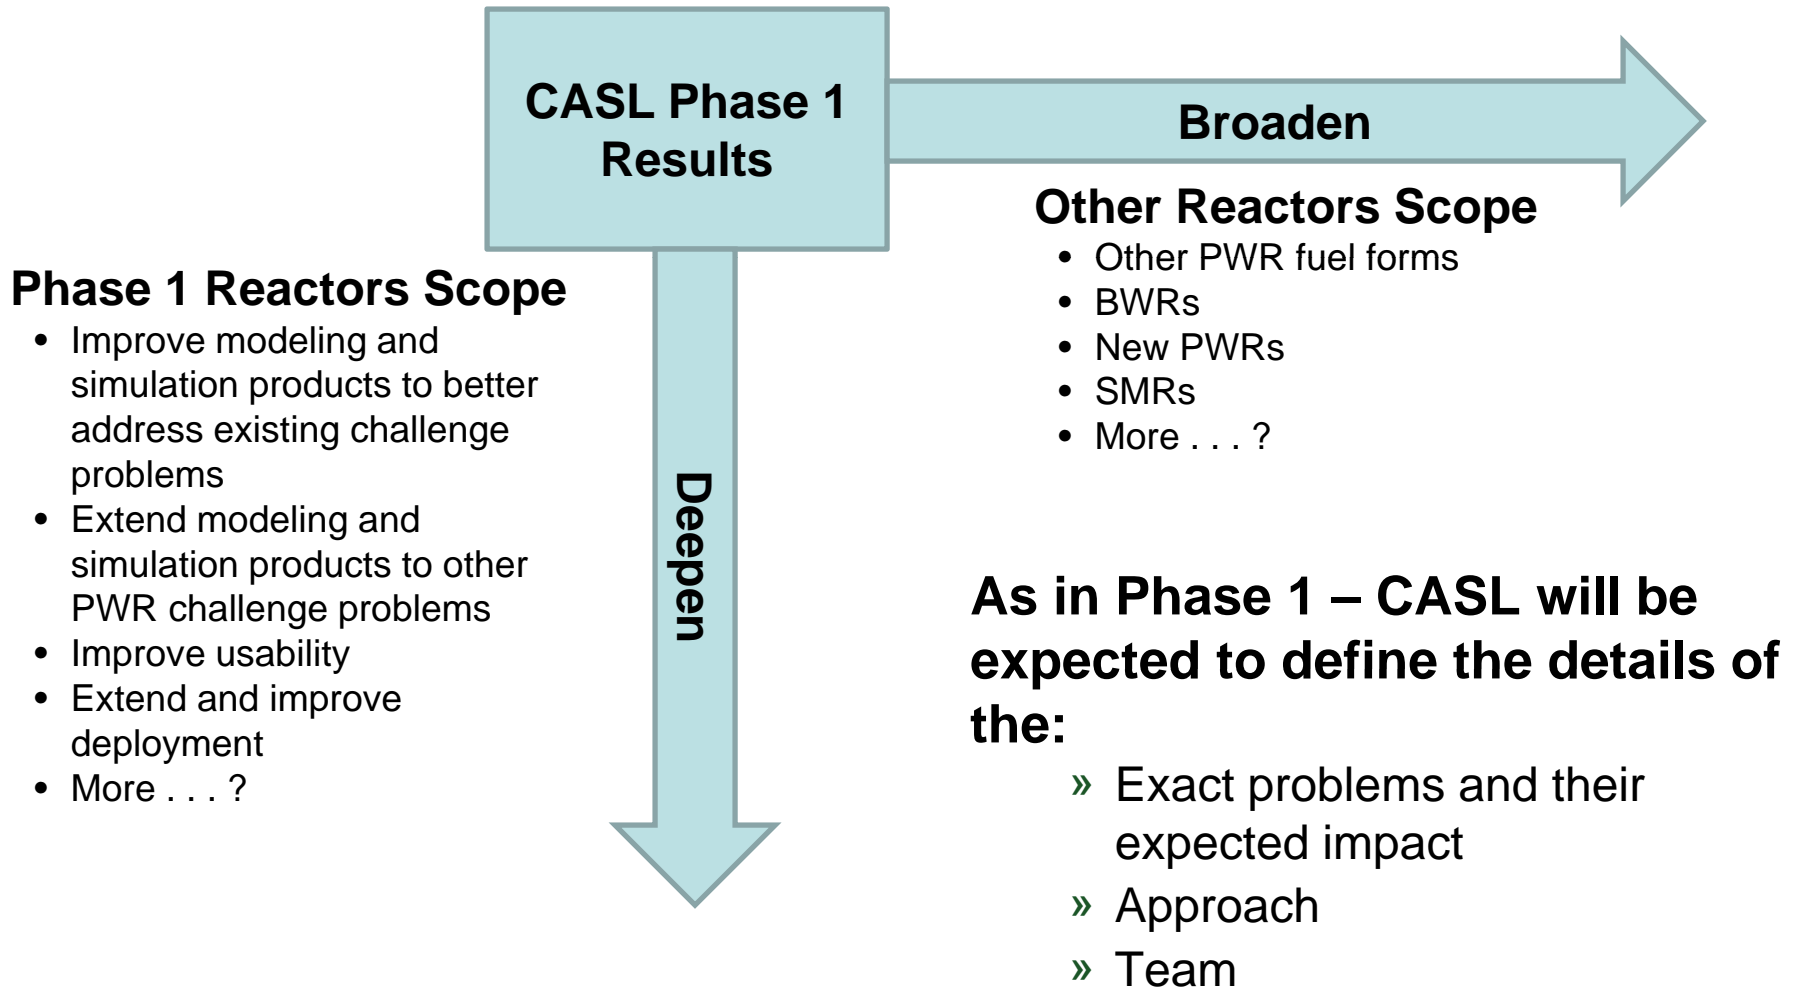 CASL Phase 1
Results
Broaden
Other Reactors Scope
• Other PWR fuel forms
• BWRs
• New PWRs
• SMRs
• More . . . ?
Phase 1 Reactors Scope
• Improve modeling and
simulation products to better
address existing challenge
problems
• Extend modeling and
simulation products to other
PWR challenge problems
• Improve usability
• Extend and improve
deployment
• More . . . ?
Deepen
As in Phase 1 – CASL will be
expected to define the details of
the:
» Exact problems and their
expected impact
» Approach
» Team